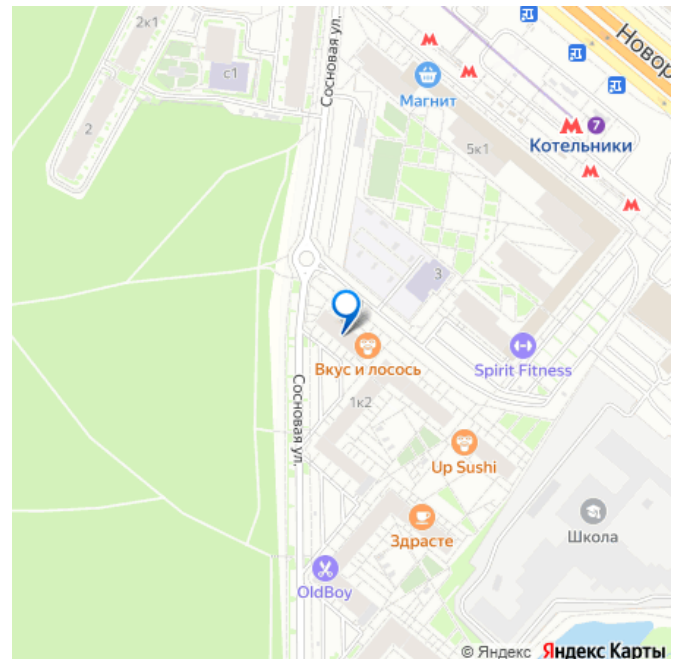 2к1
с1
2
Сосновая ул.
Магнит
Новор
М 7
Котельники
5к1
3
Вкус и лосось
Spirit Fitness
Сосновая ул.
1к2
Up Sushi
Здрасте
Школа
OldBoy
© Яндекс Яндекс Карты